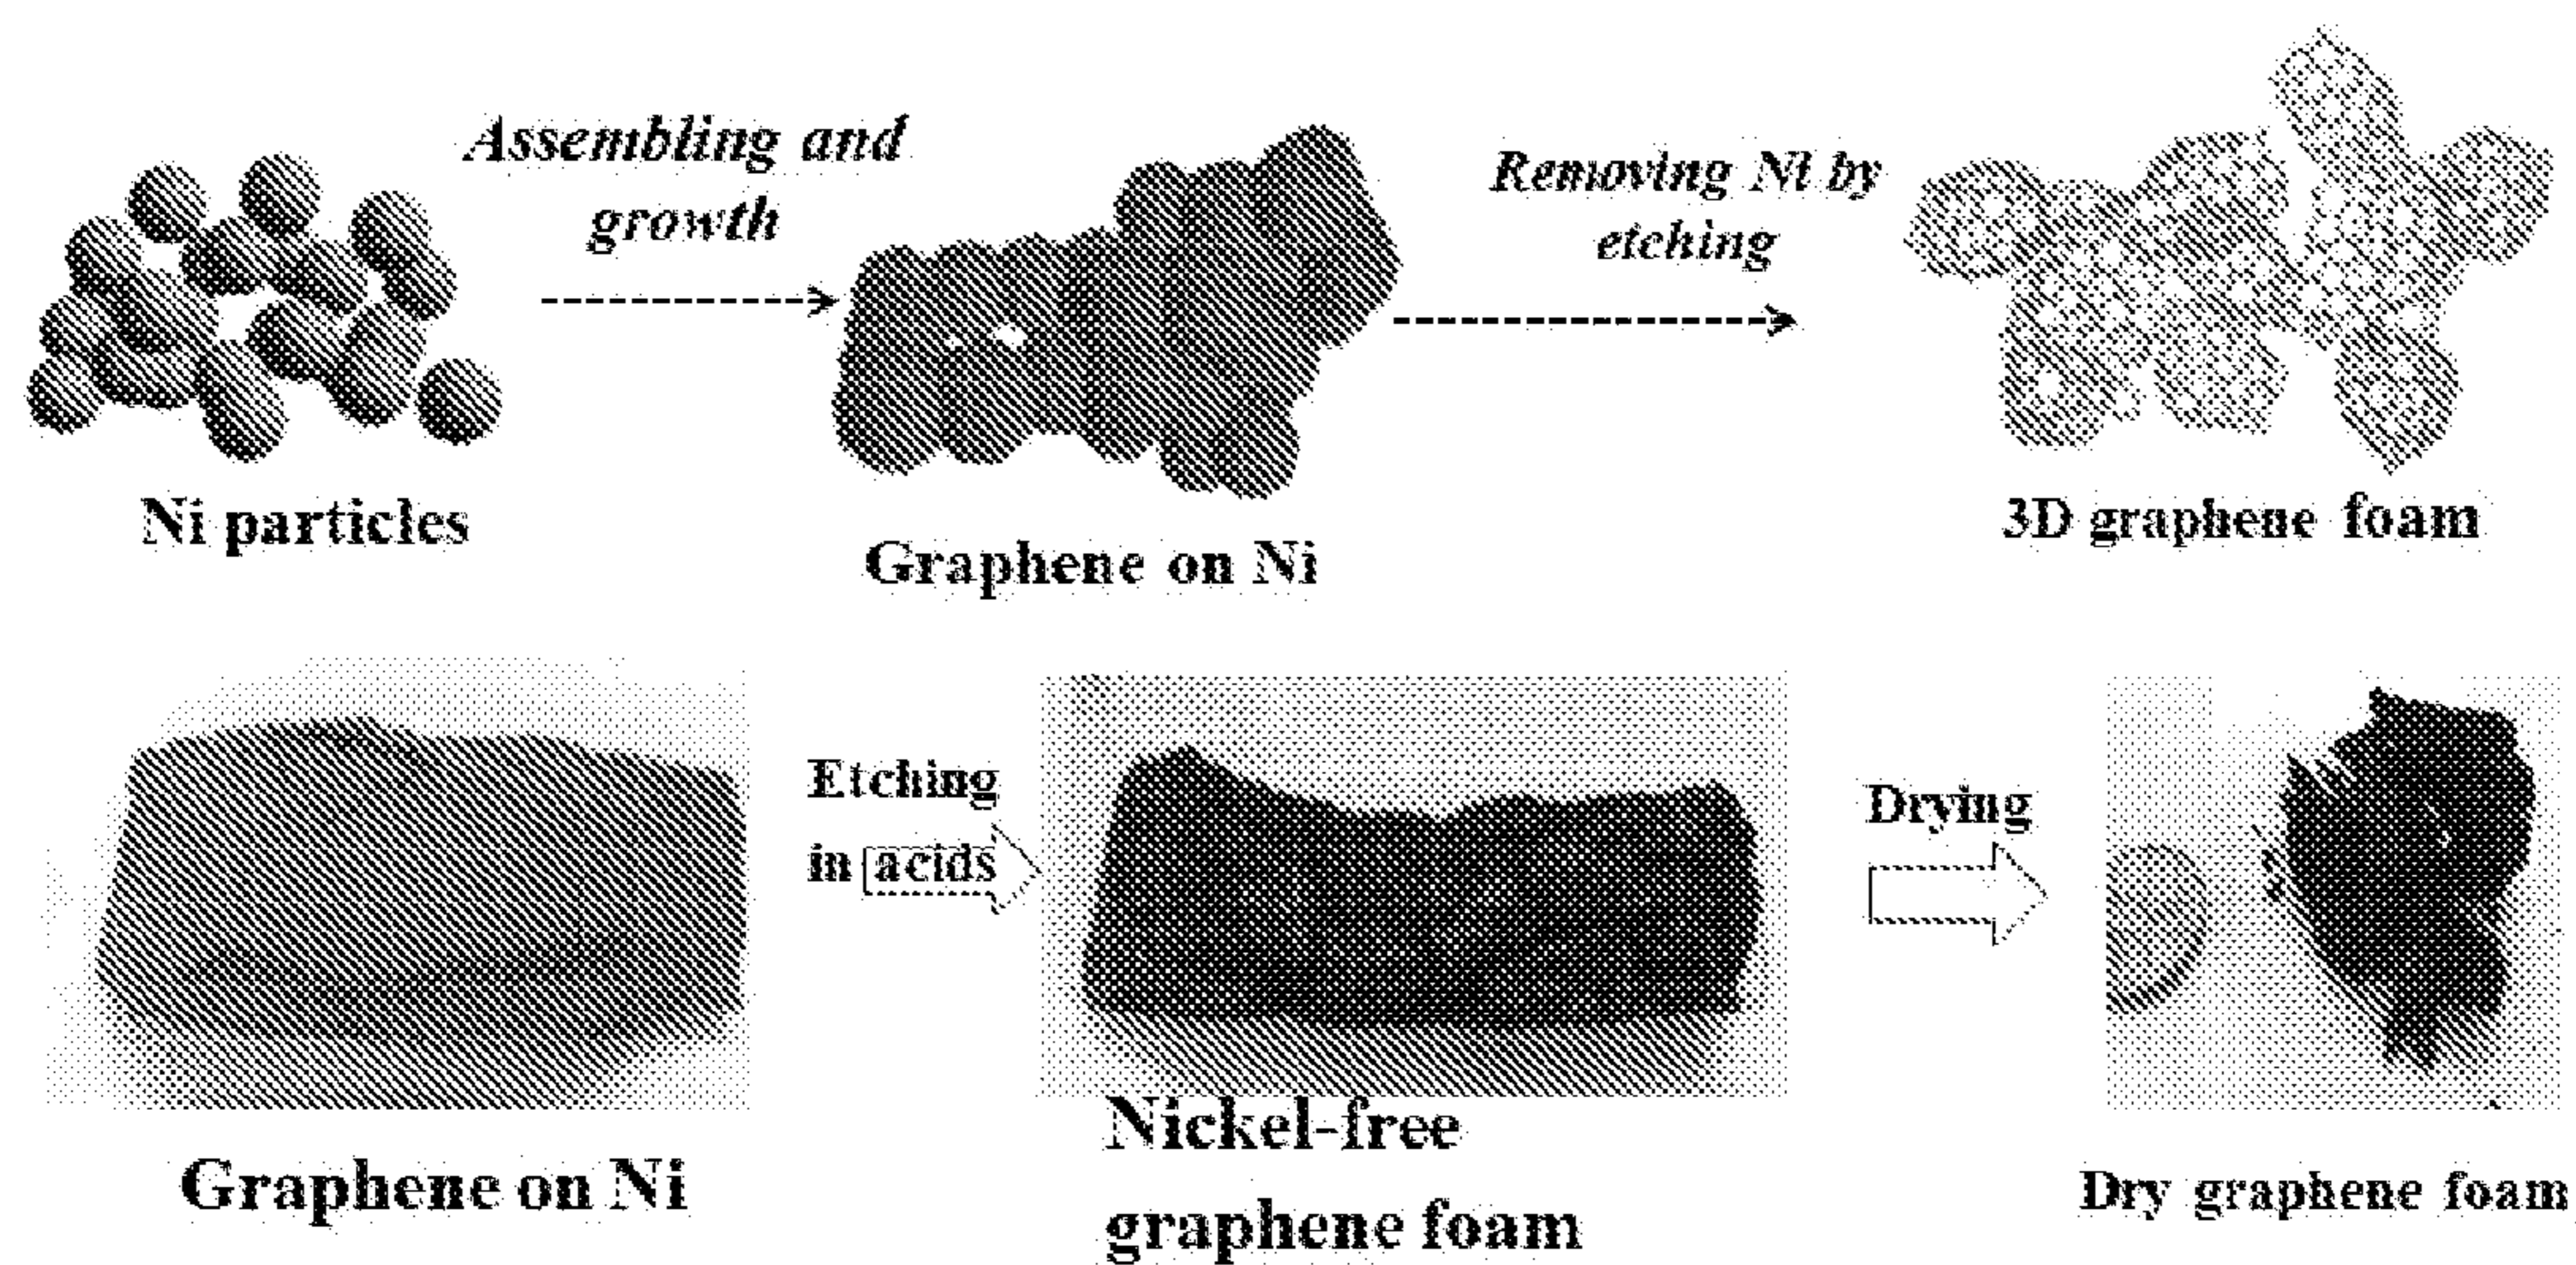 Assembling and
growth
Removing Ni by
etching
Ni particles
Graphene on Ni
3D graphene foam
Etching
in acids
Drying
Graphene on Ni
Nickel-free
graphene foam
Dry graphene foam